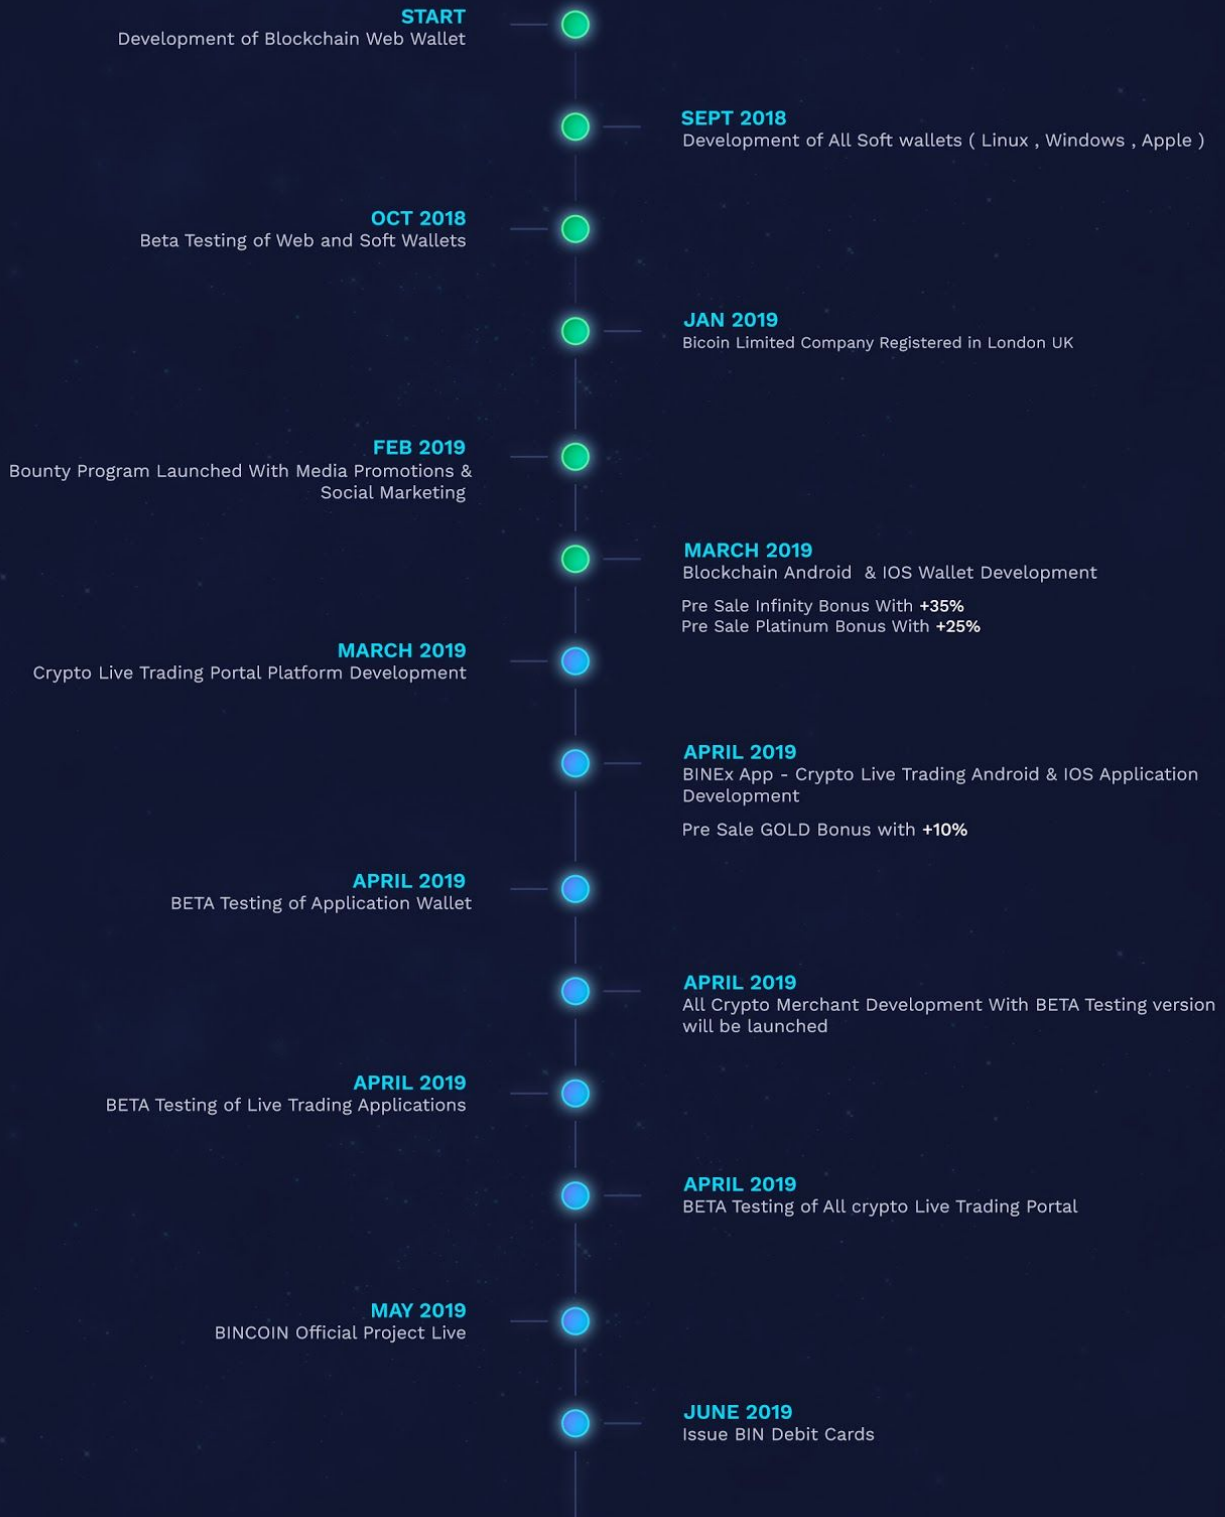 START
Development of Blockchain Web Wallet
SEPT 2018
Development of All Soft wallets ( Linux , Windows , Apple )
OCT 2018
Beta Testing of Web and Soft Wallets
JAN 2019
Bicoin Limited Company Registered in London UK
FEB 2019
Bounty Program Launched With Media Promotions &
Social Marketing
MARCH 2019
Blockchain Android & IOS Wallet Development
Pre Sale Infinity Bonus With +35%
Pre Sale Platinum Bonus With +25%
MARCH 2019
Crypto Live Trading Portal Platform Development
APRIL 2019
BINEx App - Crypto Live Trading Android & IOS Application
Development
Pre Sale GOLD Bonus with +10%
APRIL 2019
BETA Testing of Application Wallet
APRIL 2019
All Crypto Merchant Development With BETA Testing version
will be launched
APRIL 2019
BETA Testing of Live Trading Applications
APRIL 2019
BETA Testing of All crypto Live Trading Portal
MAY 2019
BINCOIN Official Project Live
JUNE 2019
Issue BIN Debit Cards